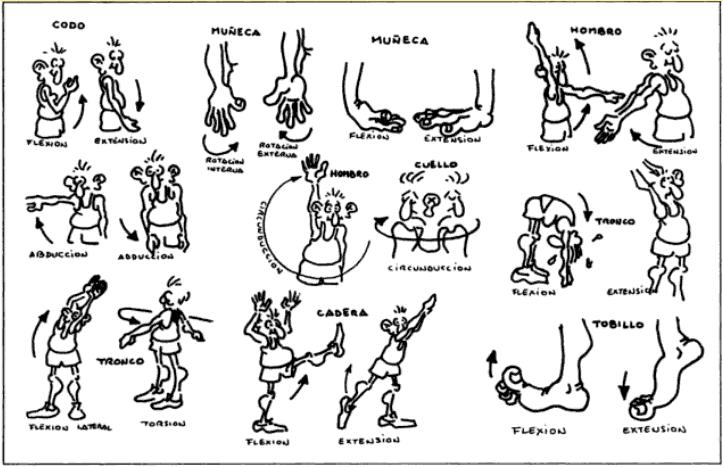 CODO
FLEXION
EXTENSION
MUÑECA
ROTACION
INTERNA
ROTACION
EXTERNA
MUÑECA
FLEXION
EXTENSION
HOMBRO
FLEXION
EXTENSION
ABDUCCION
ADDUCCION
HOMBRO
CIRCUNDUCCION
CUELLO
CIRCUNDUCCION
TRONCO
FLEXION
EXTENSION
TRONCO
FLEXION LATERAL
TORSION
CADERA
FLEXION
EXTENSION
TOBILLO
FLEXION
EXTENSION